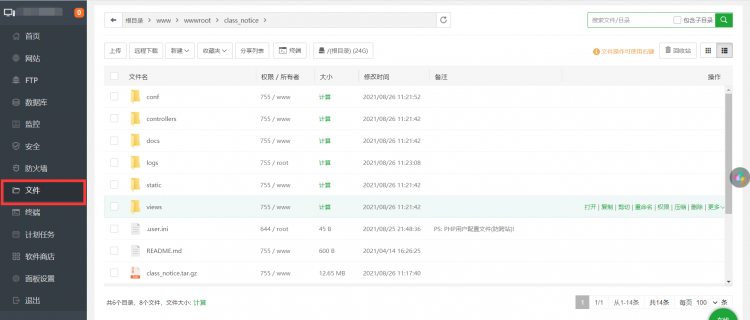 0
首页
网站
FTP
数据库
监控
安全
防火墙
文件
终端
计划任务
软件商店
面板设置
退出
根目录 > www > wwwroot > class_notice >
搜索文件/目录 包含子目录
上传 远程下载 新建 收藏夹 分享列表 终端 /(根目录) (24G) 文件操作可使用右键 回收站
文件名 权限 / 所有者 大小 修改时间 备注 操作
conf 755 / www 计算 2021/08/26 11:21:52
controllers 755 / www 计算 2021/08/26 11:21:42
docs 755 / www 计算 2021/08/26 11:21:42
logs 755 / root 计算 2021/08/26 11:23:08
static 755 / www 计算 2021/08/26 11:21:42
views 755 / www 计算 2021/08/26 11:21:42 打开 | 复制 | 剪切 | 重命名 | 权限 | 压缩 | 删除 | 更多
.user.ini 644 / root 45 B 2021/08/25 21:48:36 PS: PHP用户配置文件(防跨站)!
README.md 755 / www 600 B 2021/04/14 16:26:25
class_notice.tar.gz 755 / www 12.65 MB 2021/08/26 11:17:40
共6个目录，8个文件，文件大小: 计算 1 1/1 从1-14条 共14条 每页 100 条